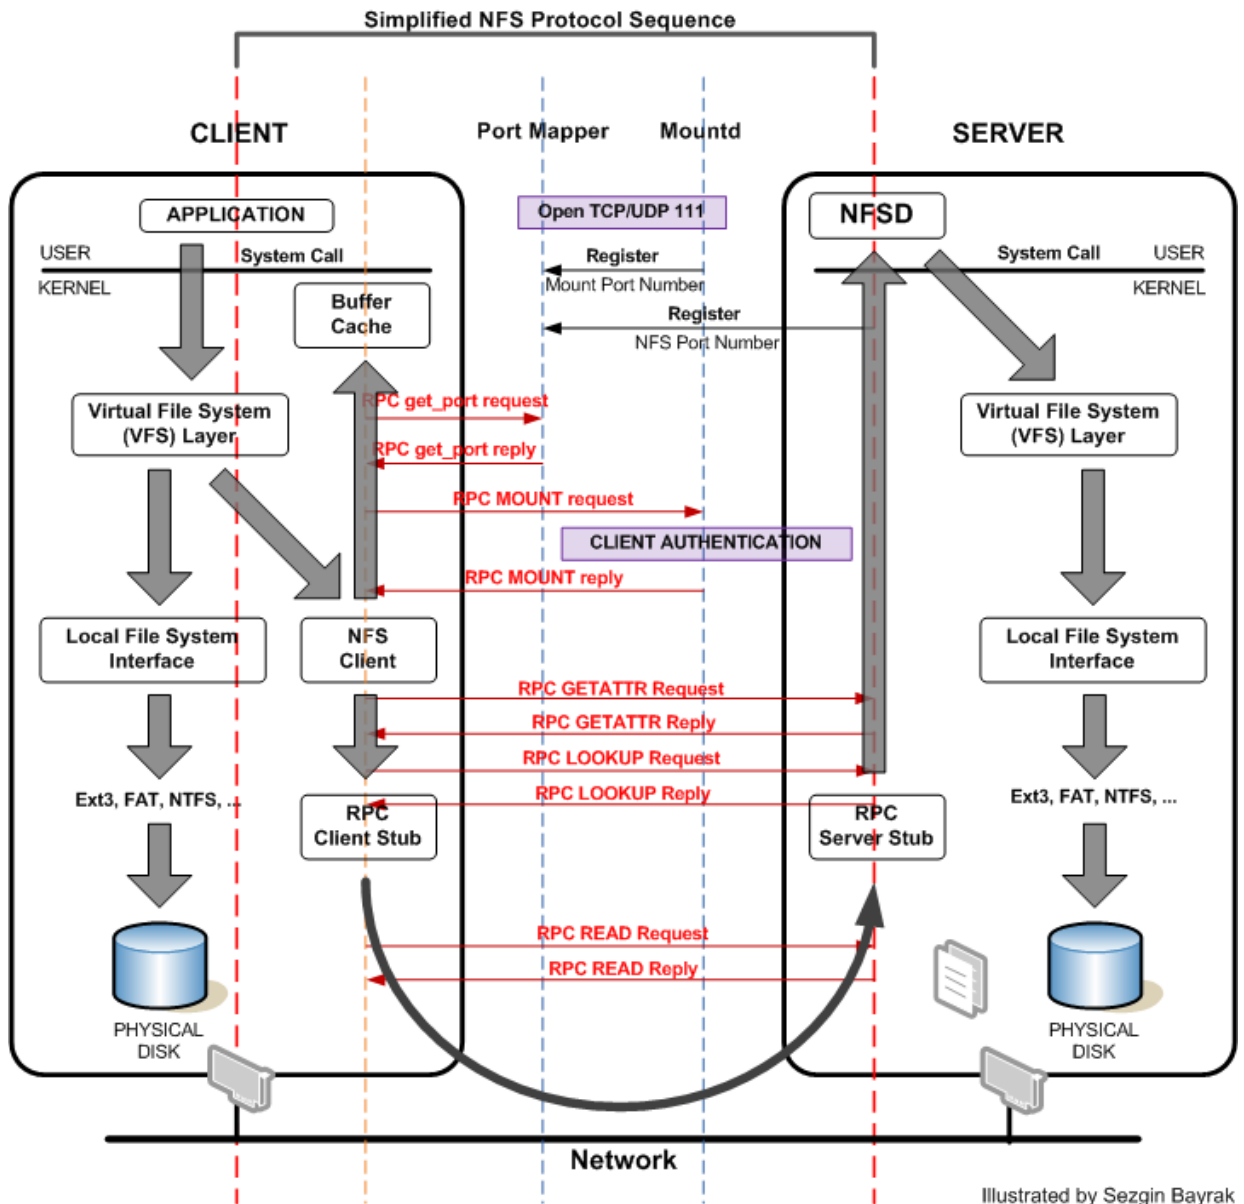 Simplified NFS Protocol Sequence
CLIENT
Port Mapper
Mountd
SERVER
APPLICATION
Open TCP/UDP 111
NFSD
USER
System Call
Register
System Call
USER
KERNEL
Mount Port Number
KERNEL
Buffer
Cache
Register
NFS Port Number
Virtual File System
(VFS) Layer
RPC get_port request
Virtual File System
(VFS) Layer
RPC get_port reply
RPC MOUNT request
CLIENT AUTHENTICATION
RPC MOUNT reply
Local File System
Interface
NFS
Client
Local File System
Interface
RPC GETATTR Request
RPC GETATTR Reply
RPC LOOKUP Request
RPC LOOKUP Reply
Ext3, FAT, NTFS, ...
RPC
Client Stub
RPC
Server Stub
Ext3, FAT, NTFS, ...
RPC READ Request
RPC READ Reply
PHYSICAL
DISK
PHYSICAL
DISK
Network
Illustrated by Sezgin Bayrak